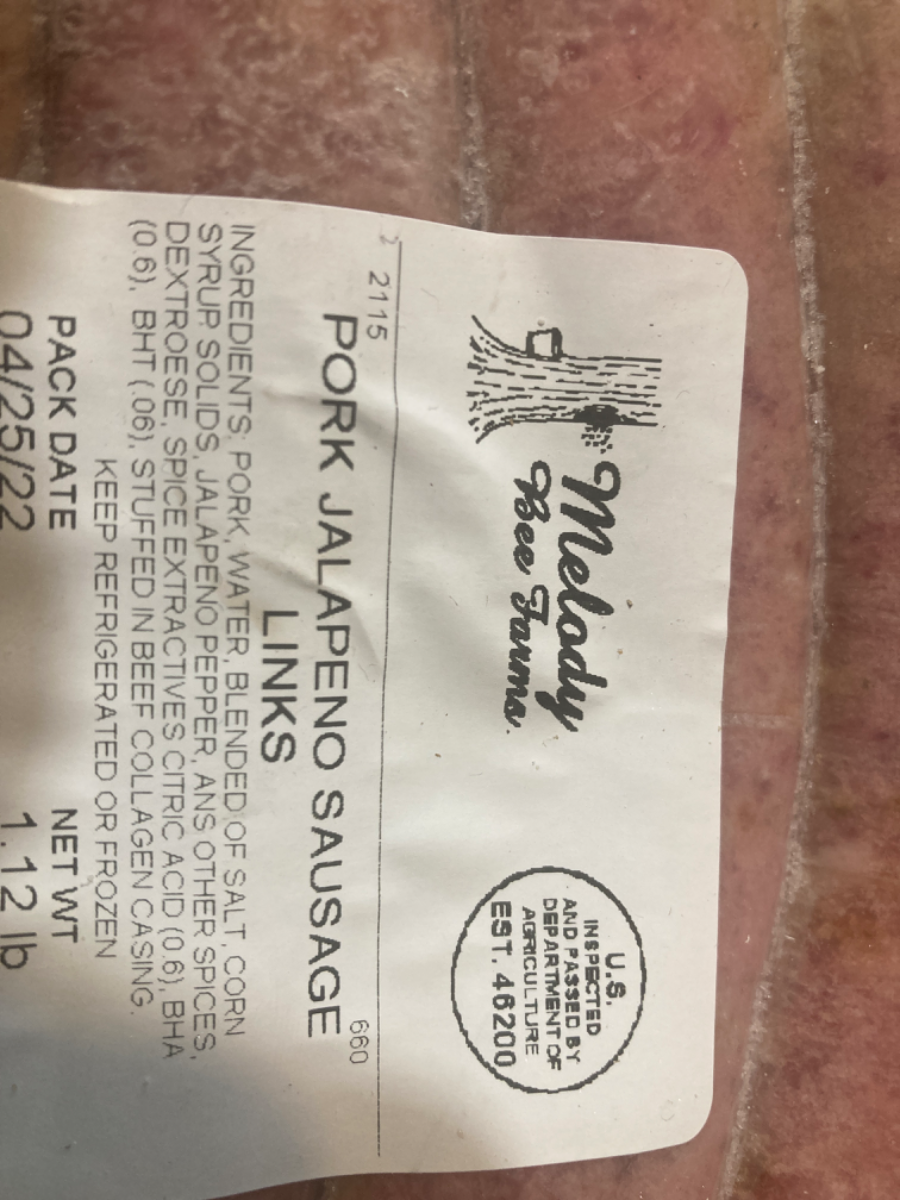 Melody
Bee Farms
U.S.
INSPECTED
AND PASSED BY
DEPARTMENT OF
AGRICULTURE
EST. 46200
2 2115
660
PORK JALAPENO SAUSAGE
LINKS
INGREDIENTS: PORK, WATER, BLENDED OF SALT, CORN
SYRUP, SOLIDS, JALAPENO PEPPER, ANS OTHER SPICES,
DEXTROESE, SPICE EXTRACTIVES CITRIC ACID (0.6), BHA
(0.6), BHT (.06), STUFFED IN BEEF COLLAGEN CASING.
KEEP REFRIGERATED OR FROZEN
PACK DATE NET WT
04/25/22 1.12 lb